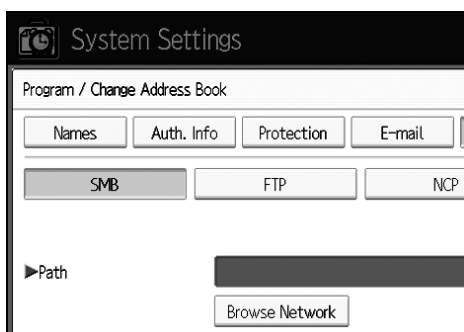 System Settings
Program / Change Address Book
Names Auth. Info Protection E-mail
SMB FTP NCP
▶Path
Browse Network